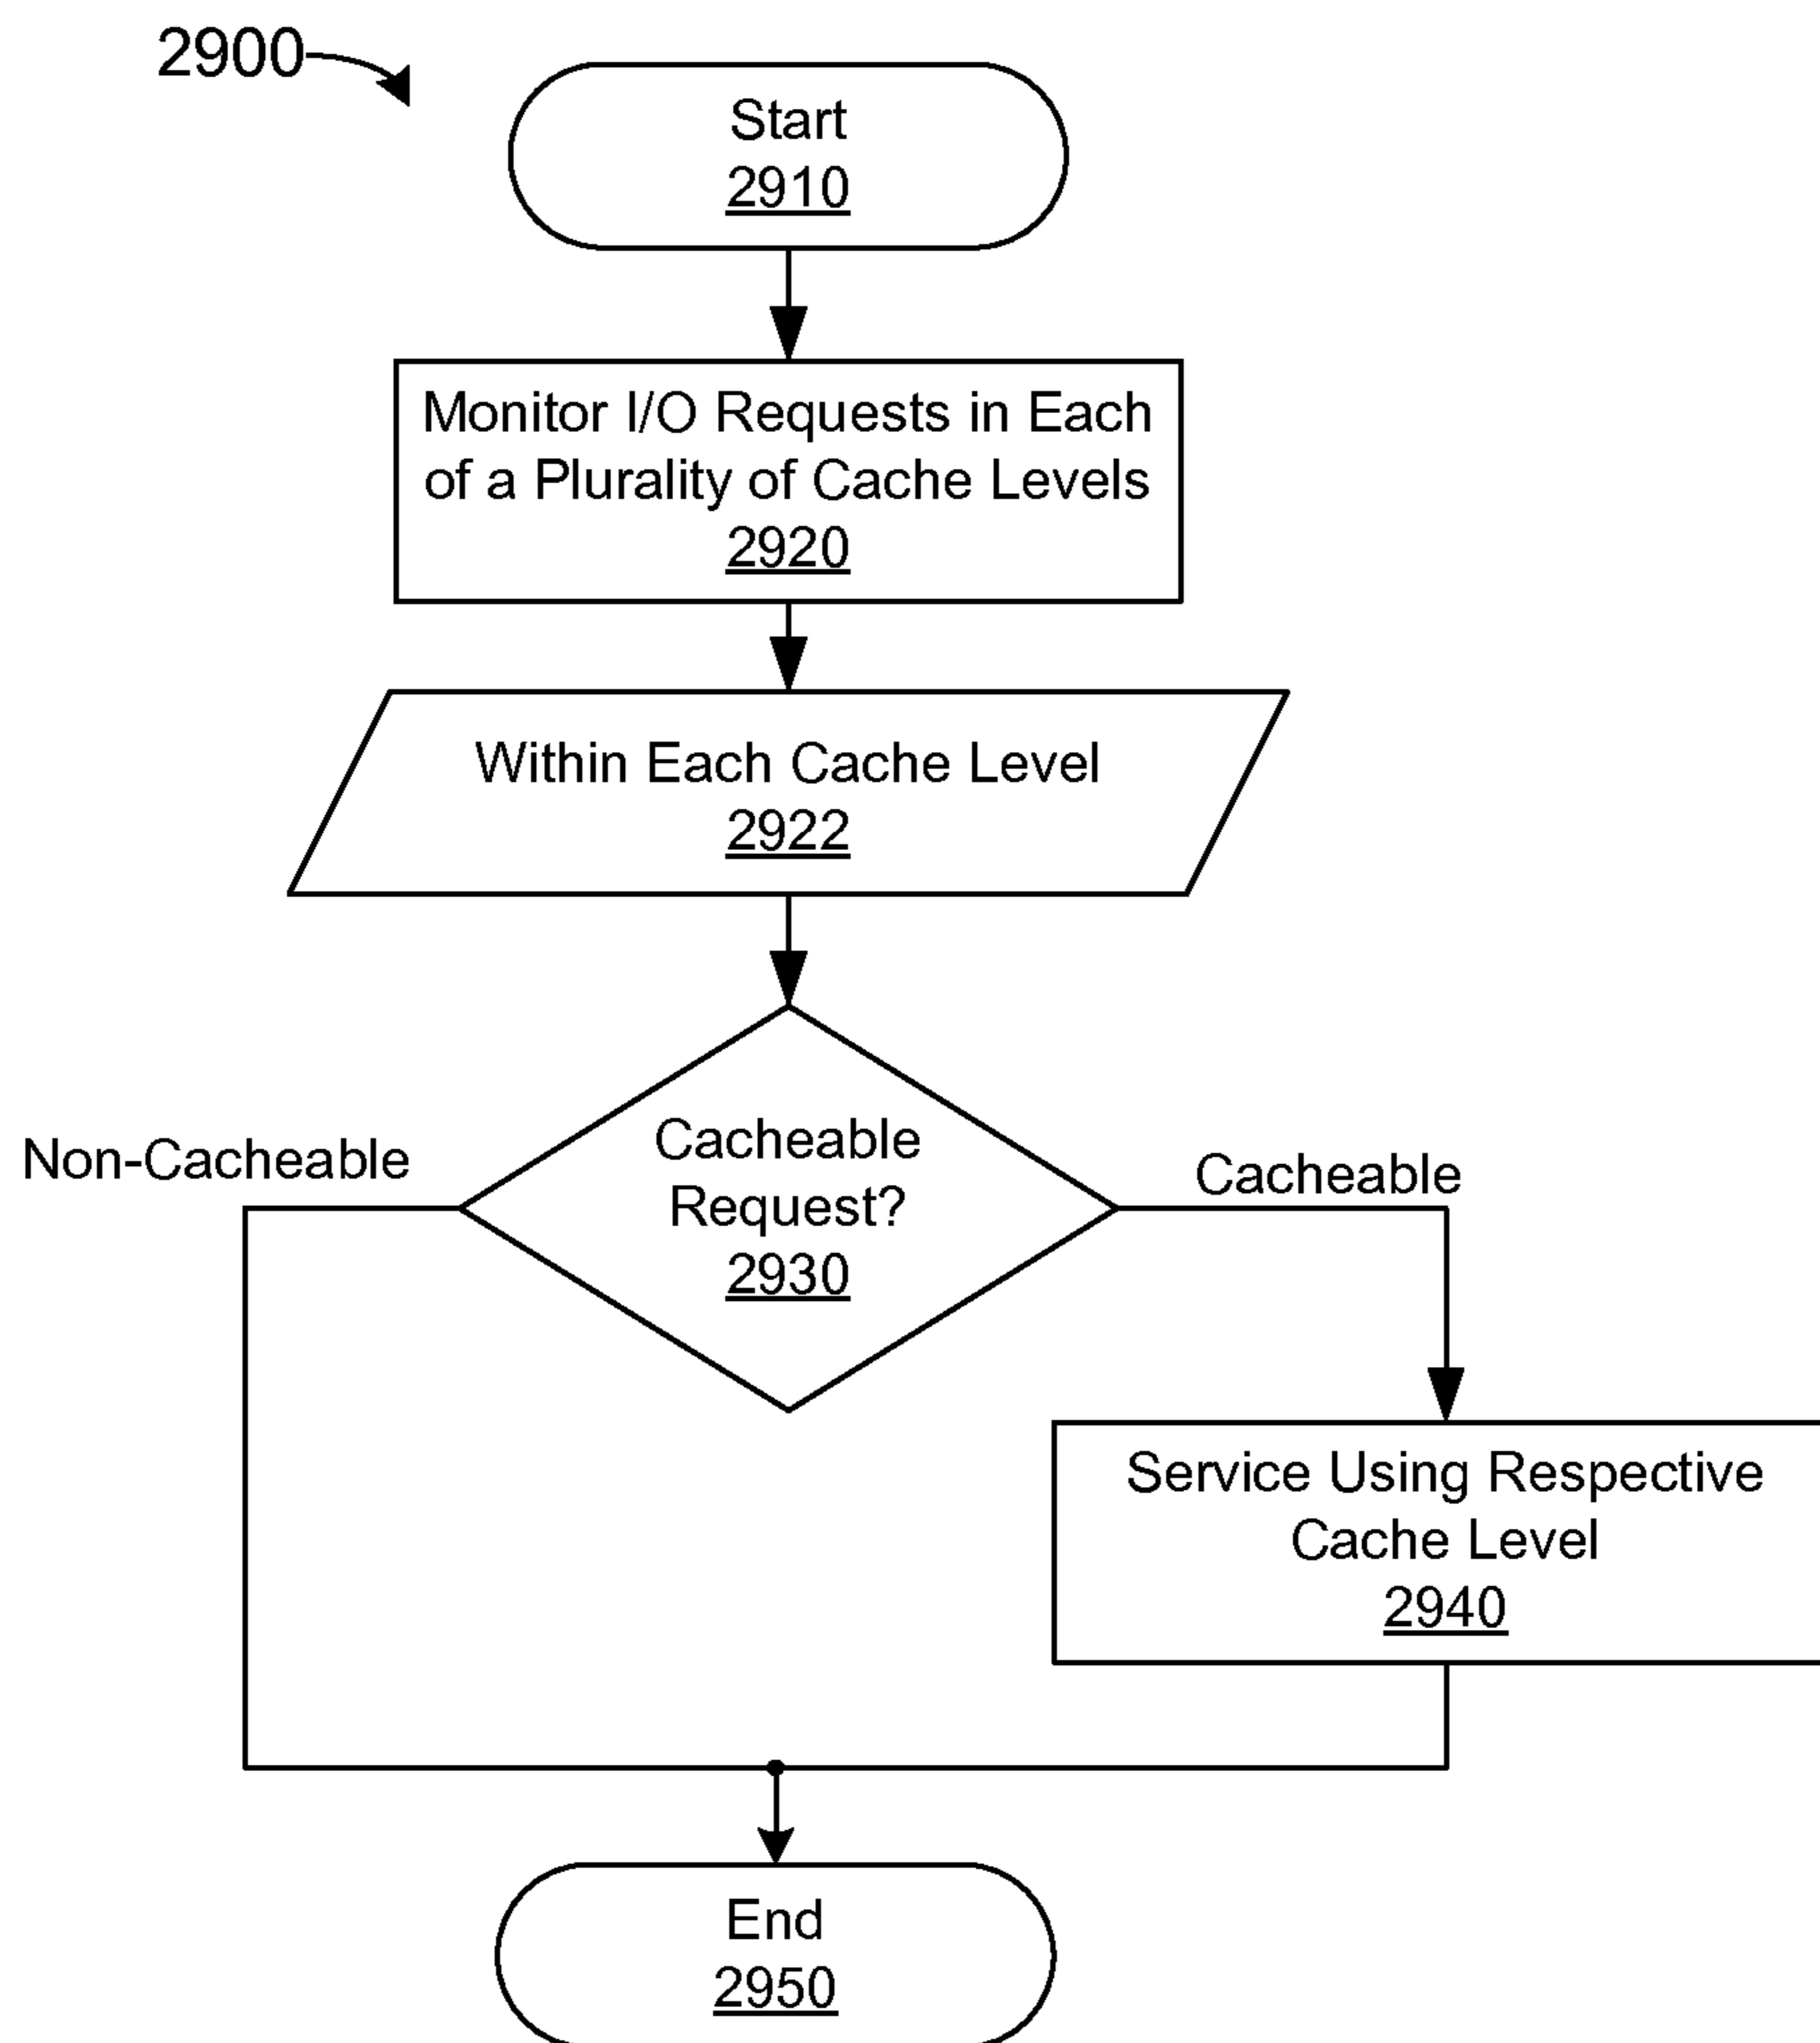 2900
Start
2910
Monitor I/O Requests in Each
of a Plurality of Cache Levels
2920
Within Each Cache Level
2922
Cacheable
Request?
2930
Non-Cacheable
Cacheable
Service Using Respective
Cache Level
2940
End
2950